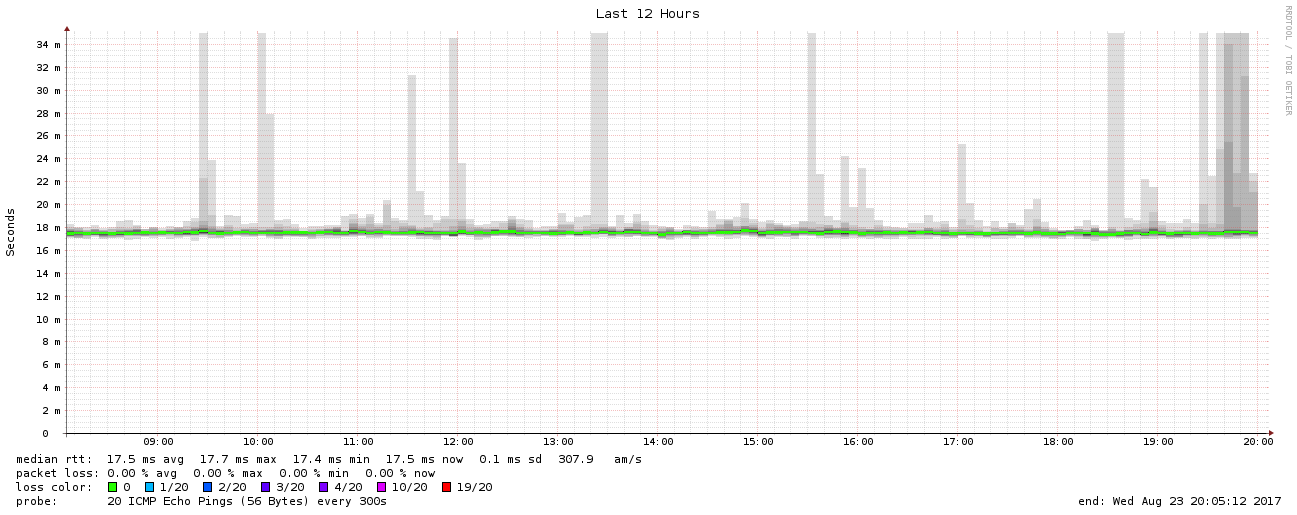 Last 12 Hours
RRDTOOL / TOBI OETIKER
Seconds
34 m
32 m
30 m
28 m
26 m
24 m
22 m
20 m
18 m
16 m
14 m
12 m
10 m
8 m
6 m
4 m
2 m
0
09:00 10:00 11:00 12:00 13:00 14:00 15:00 16:00 17:00 18:00 19:00 20:00
median rtt: 17.5 ms avg 17.7 ms max 17.4 ms min 17.5 ms now 0.1 ms sd 307.9 am/s
packet loss: 0.00 % avg 0.00 % max 0.00 % min 0.00 % now
loss color: 0 1/20 2/20 3/20 4/20 10/20 19/20
probe: 20 ICMP Echo Pings (56 Bytes) every 300s end: Wed Aug 23 20:05:12 2017